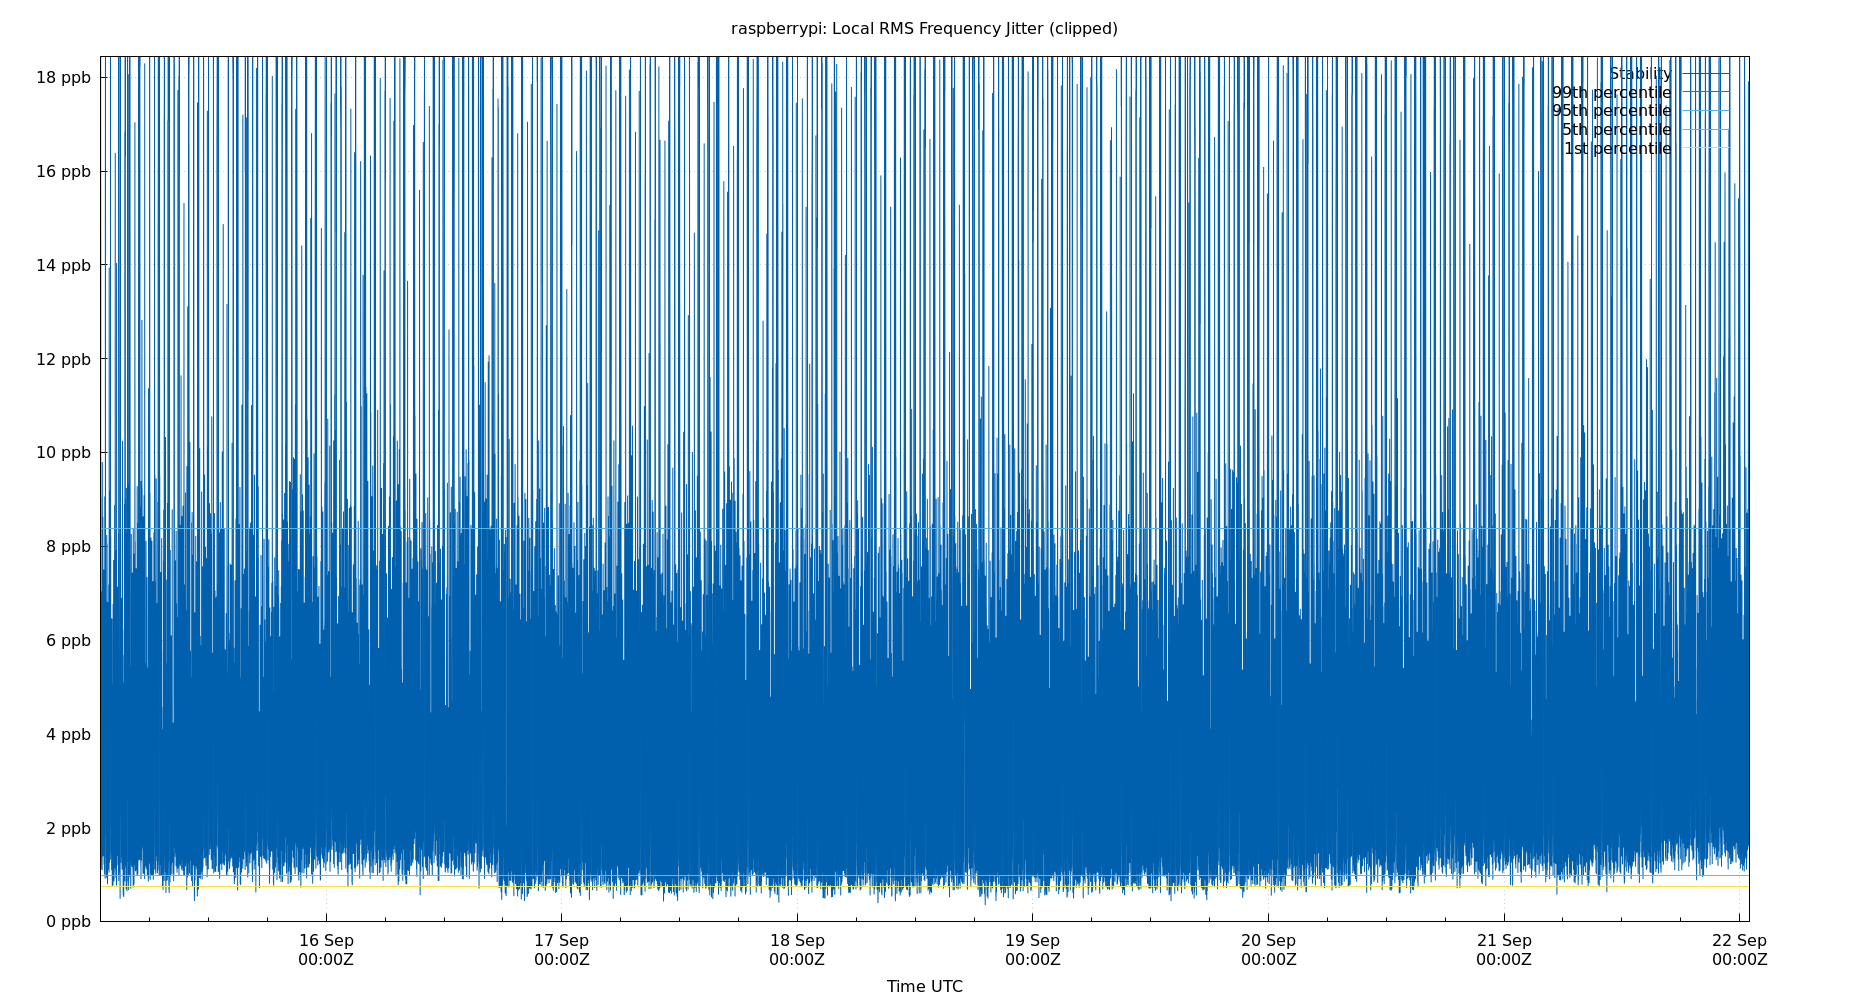 raspberrypi: Local RMS Frequency Jitter (clipped)
18 ppb
16 ppb
14 ppb
12 ppb
10 ppb
8 ppb
6 ppb
4 ppb
2 ppb
0 ppb
Stability
99th percentile
95th percentile
5th percentile
1st percentile
16 Sep 17 Sep 18 Sep 19 Sep 20 Sep 21 Sep 22 Sep
00:00Z 00:00Z 00:00Z 00:00Z 00:00Z 00:00Z 00:00Z
Time UTC